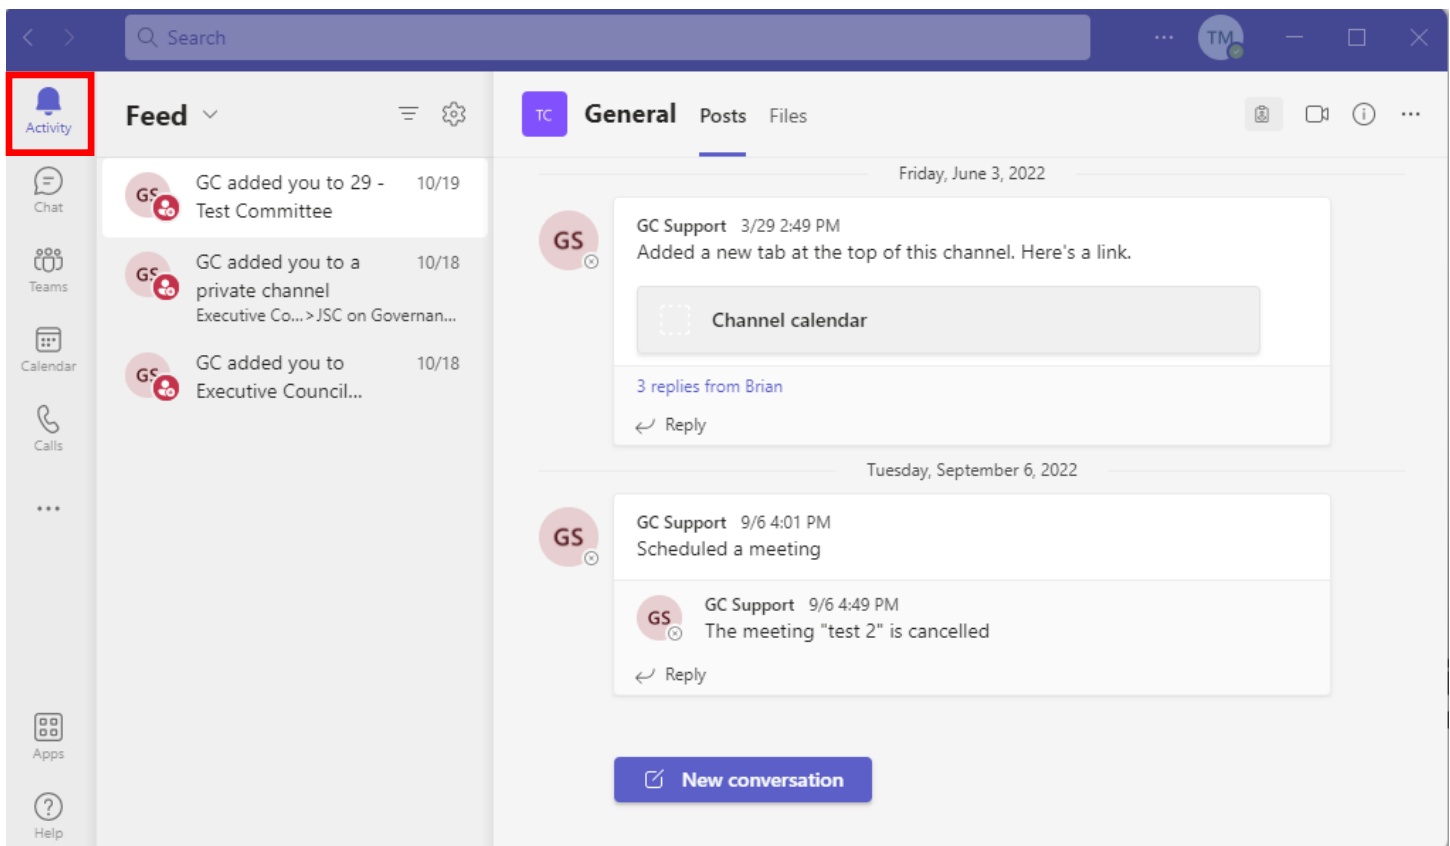 Search
TM
Activity
Chat
Teams
Calendar
Calls
Apps
Help
Feed
GS
GC added you to 29 - 10/19
Test Committee
GS
GC added you to a 10/18
private channel
Executive Co...>JSC on Governan...
GS
GC added you to 10/18
Executive Council...
TC General Posts Files
Friday, June 3, 2022
GS
GC Support 3/29 2:49 PM
Added a new tab at the top of this channel. Here's a link.
Channel calendar
3 replies from Brian
Reply
Tuesday, September 6, 2022
GS
GC Support 9/6 4:01 PM
Scheduled a meeting
GS
GC Support 9/6 4:49 PM
The meeting "test 2" is cancelled
Reply
New conversation